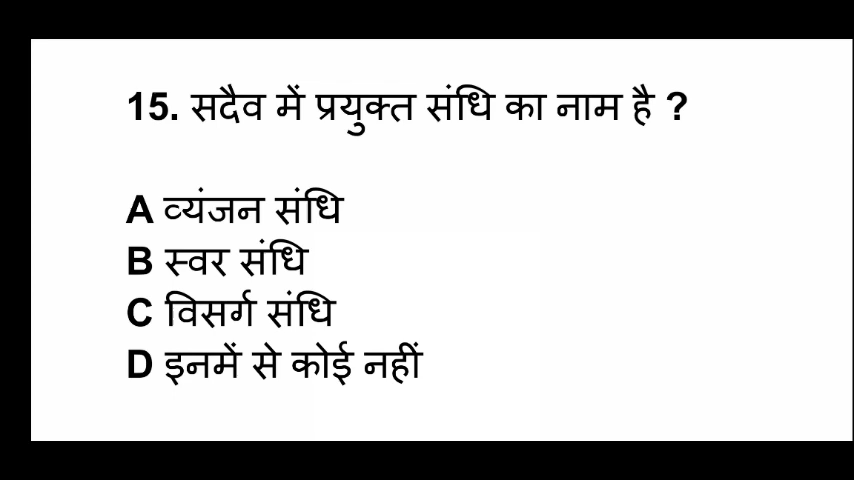 15. सदैव में प्रयुक्त संधि का नाम है ?
A व्यंजन संधि
B स्वर संधि
C विसर्ग संधि
D इनमें से कोई नहीं